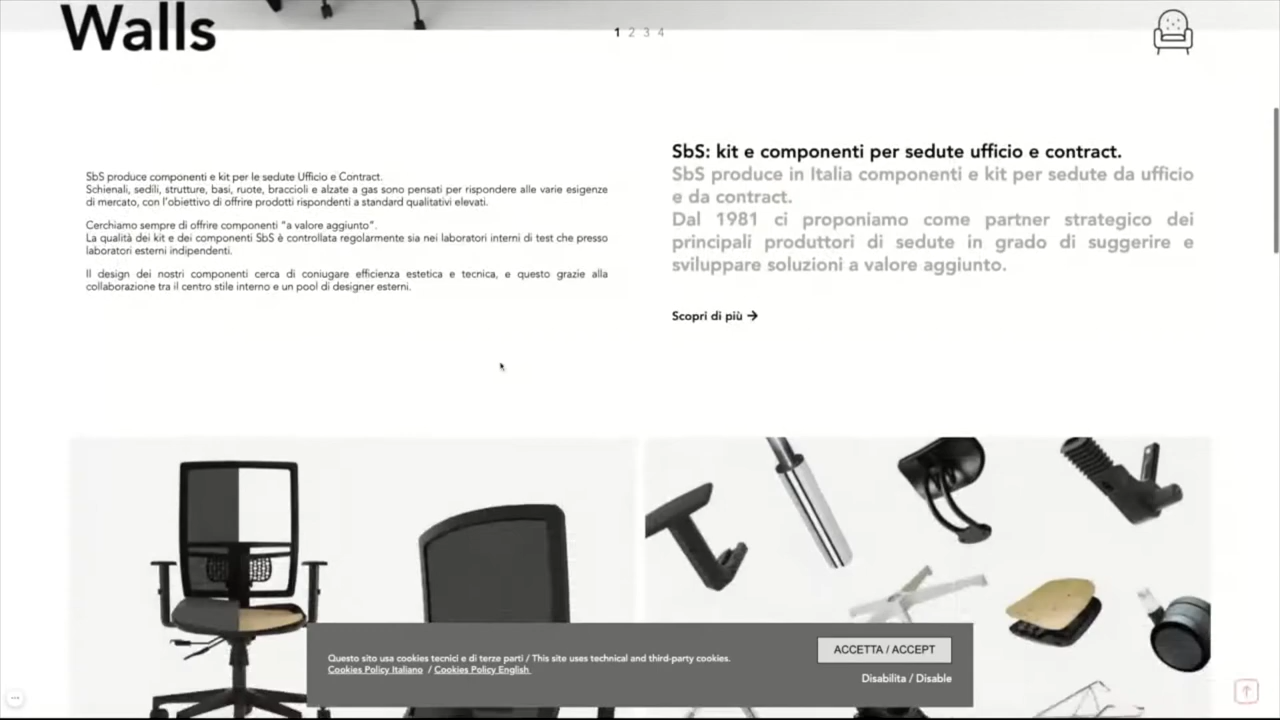 Walls
1 2 3 4
SbS produce componenti e kit per le sedute Ufficio e Contract.
Schienali, sedili, strutture, basi, ruote, braccioli e alzate a gas sono pensati per rispondere alle varie esigenze
di mercato, con l'obiettivo di offrire prodotti rispondenti a standard qualitativi elevati.
Cerchiamo sempre di offrire componenti "a valore aggiunto".
La qualità dei kit e dei componenti SbS è controllata regolarmente sia nei laboratori interni di test che presso
laboratori esterni indipendenti.
Il design dei nostri componenti cerca di coniugare efficienza estetica e tecnica, e questo grazie alla
collaborazione tra il centro stile interno e un pool di designer esterni.
SbS: kit e componenti per sedute ufficio e contract.
SbS produce in Italia componenti e kit per sedute da ufficio
e da contract.
Dal 1981 ci proponiamo come partner strategico dei
principali produttori di sedute in grado di suggerire e
sviluppare soluzioni a valore aggiunto.
Scopri di più →
Questo sito usa cookies tecnici e di terze parti / This site uses technical and third-party cookies.
Cookies Policy Italiano / Cookies Policy English
ACCETTA / ACCEPT
Disabilita / Disable